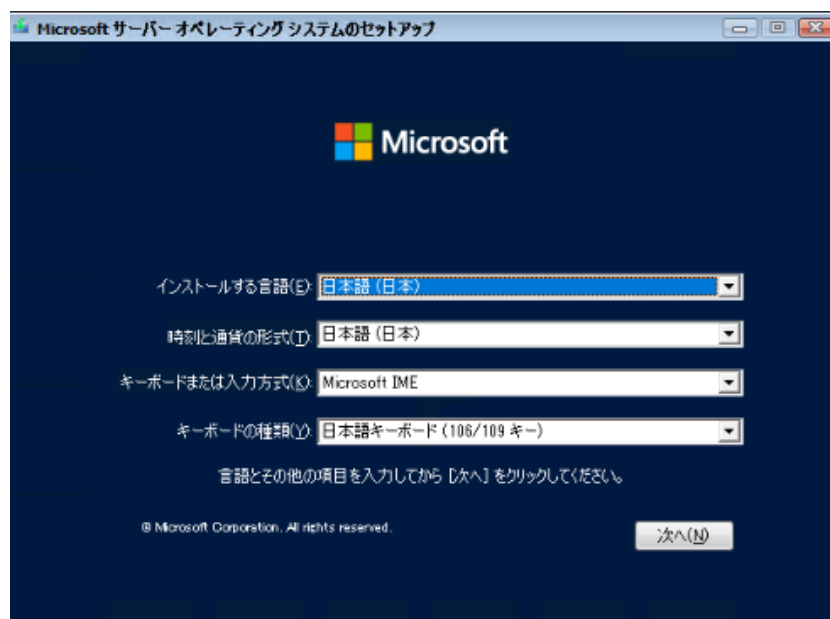 Microsoft サーバー オペレーティング システムのセットアップ
Microsoft
インストールする言語(E): 日本語 (日本)
時刻と通貨の形式(T): 日本語 (日本)
キーボードまたは入力方式(K): Microsoft IME
キーボードの種類(Y): 日本語キーボード (106/109 キー)
言語とその他の項目を入力してから [次へ] をクリックしてください。
© Microsoft Corporation. All rights reserved.
次へ(N)